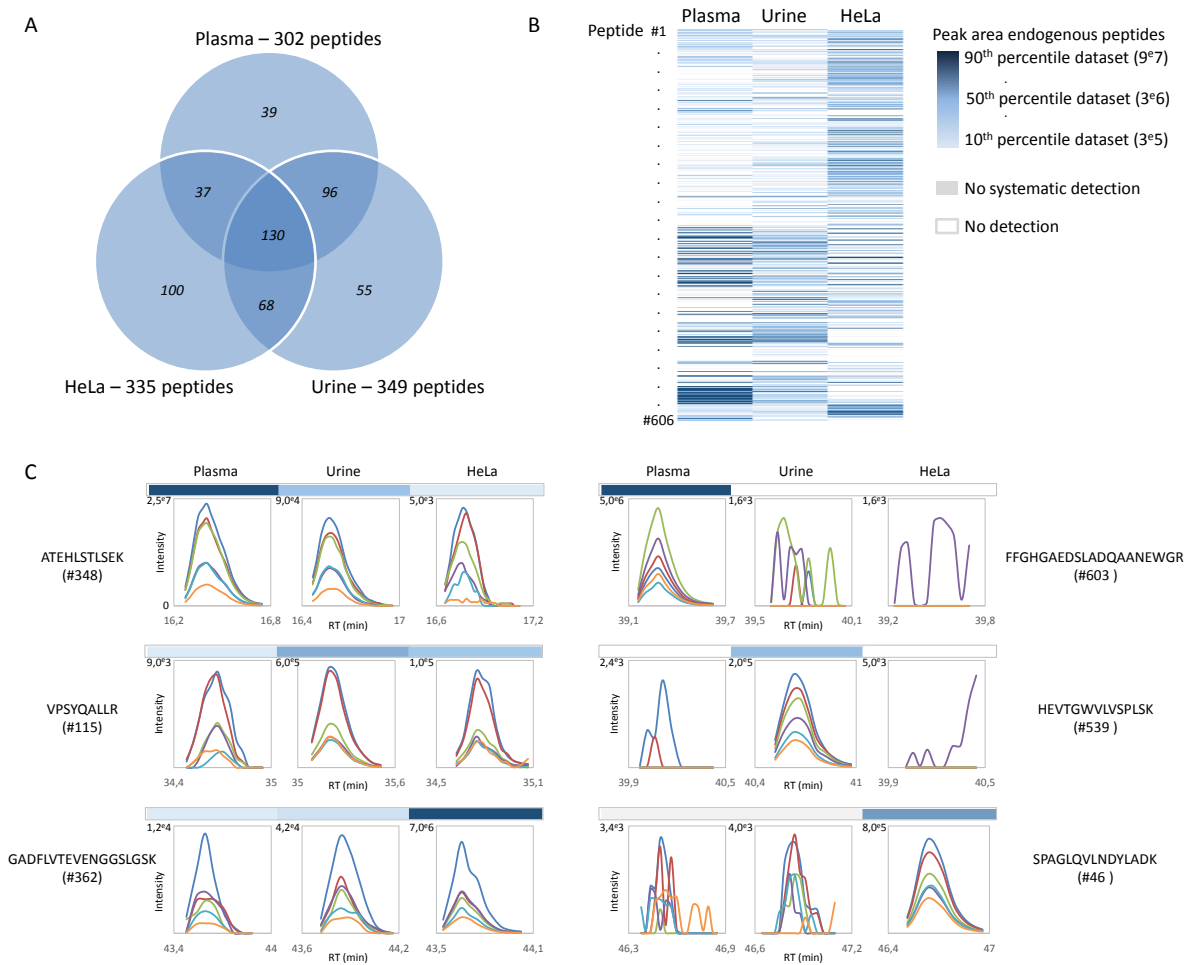 A
Plasma – 302 peptides
39
37
96
130
100
68
55
HeLa – 335 peptides
Urine – 349 peptides
B
Plasma Urine HeLa
Peptide #1
#606
Peak area endogenous peptides
90th percentile dataset (9e7)
50th percentile dataset (3e6)
10th percentile dataset (3e5)
No systematic detection
No detection
C
Plasma Urine HeLa
ATEHLSTLSEK
(#348)
Intensity
2,5e7
0
16,2 16,8
9,0e4
16,4 17
5,0e3
16,6 17,2
RT (min)
VPSYQALLR
(#115)
Intensity
9,0e3
34,4 35
6,0e5
35 35,6
1,0e5
34,5 35,1
RT (min)
GADFLVTEVENGGSLGSK
(#362)
Intensity
1,2e4
43,4 44
4,2e4
43,6 44,2
7,0e6
43,5 44,1
RT (min)
Plasma Urine HeLa
Intensity
5,0e6
39,1 39,7
1,6e3
39,5 40,1
1,6e3
39,2 39,8
RT (min)
FFGHGAEDSLADQAANEWGR
(#603 )
Intensity
2,4e3
39,9 40,5
2,0e5
40,4 41
5,0e3
39,9 40,5
RT (min)
HEVTGWVLVSPLSK
(#539 )
Intensity
3,4e3
46,3 46,9
4,0e3
46,6 47,2
8,0e5
46,4 47
RT (min)
SPAGLQVLNDYLADK
(#46 )